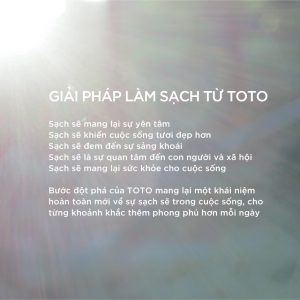 GIẢI PHÁP LÀM SẠCH TỪ TOTO
Sạch sẽ mang lại sự yên tâm
Sạch sẽ khiến cuộc sống tươi đẹp hơn
Sạch sẽ đem đến sự sảng khoái
Sạch sẽ là sự quan tâm đến con người và xã hội
Sạch sẽ mang lại sức khỏe cho cuộc sống
Bước đột phá của TOTO mang lại một khái niệm
hoàn toàn mới về sự sạch sẽ trong cuộc sống, cho
từng khoảnh khắc thêm phong phú hơn mỗi ngày